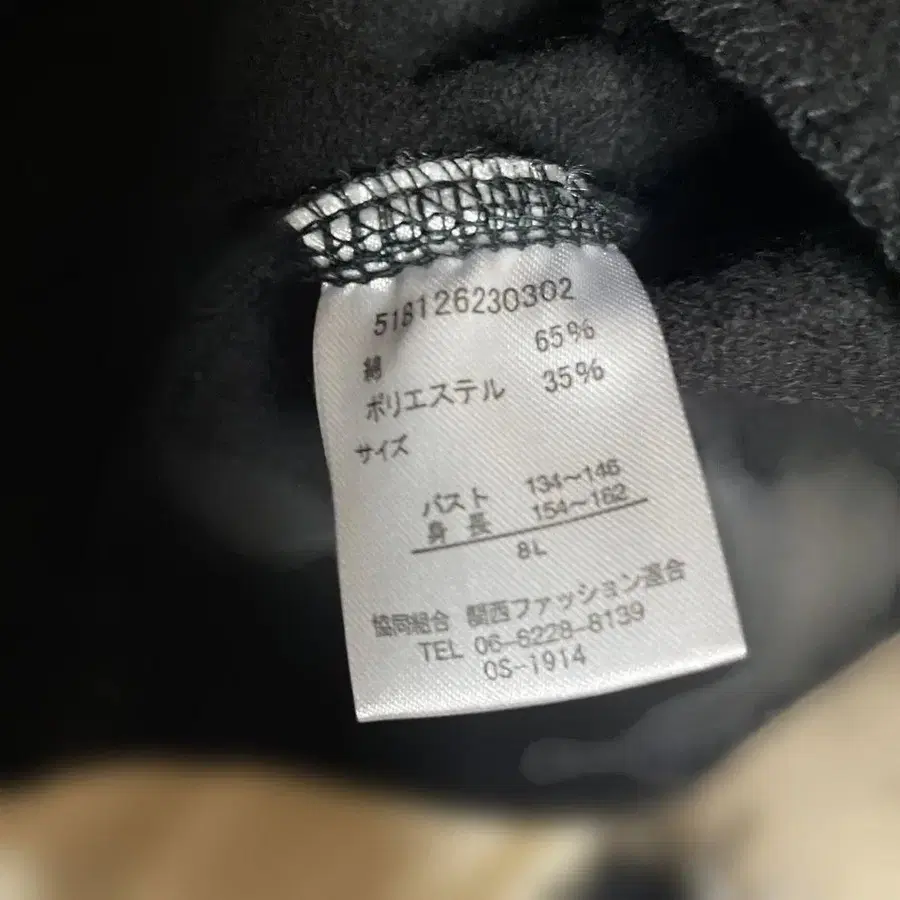 518126230302
綿 65%
ポリエステル 35%
サイズ
バスト 134~146
身長 154~162
8L
協同組合 関西ファッション連合
TEL 06-6228-8139
OS-1914